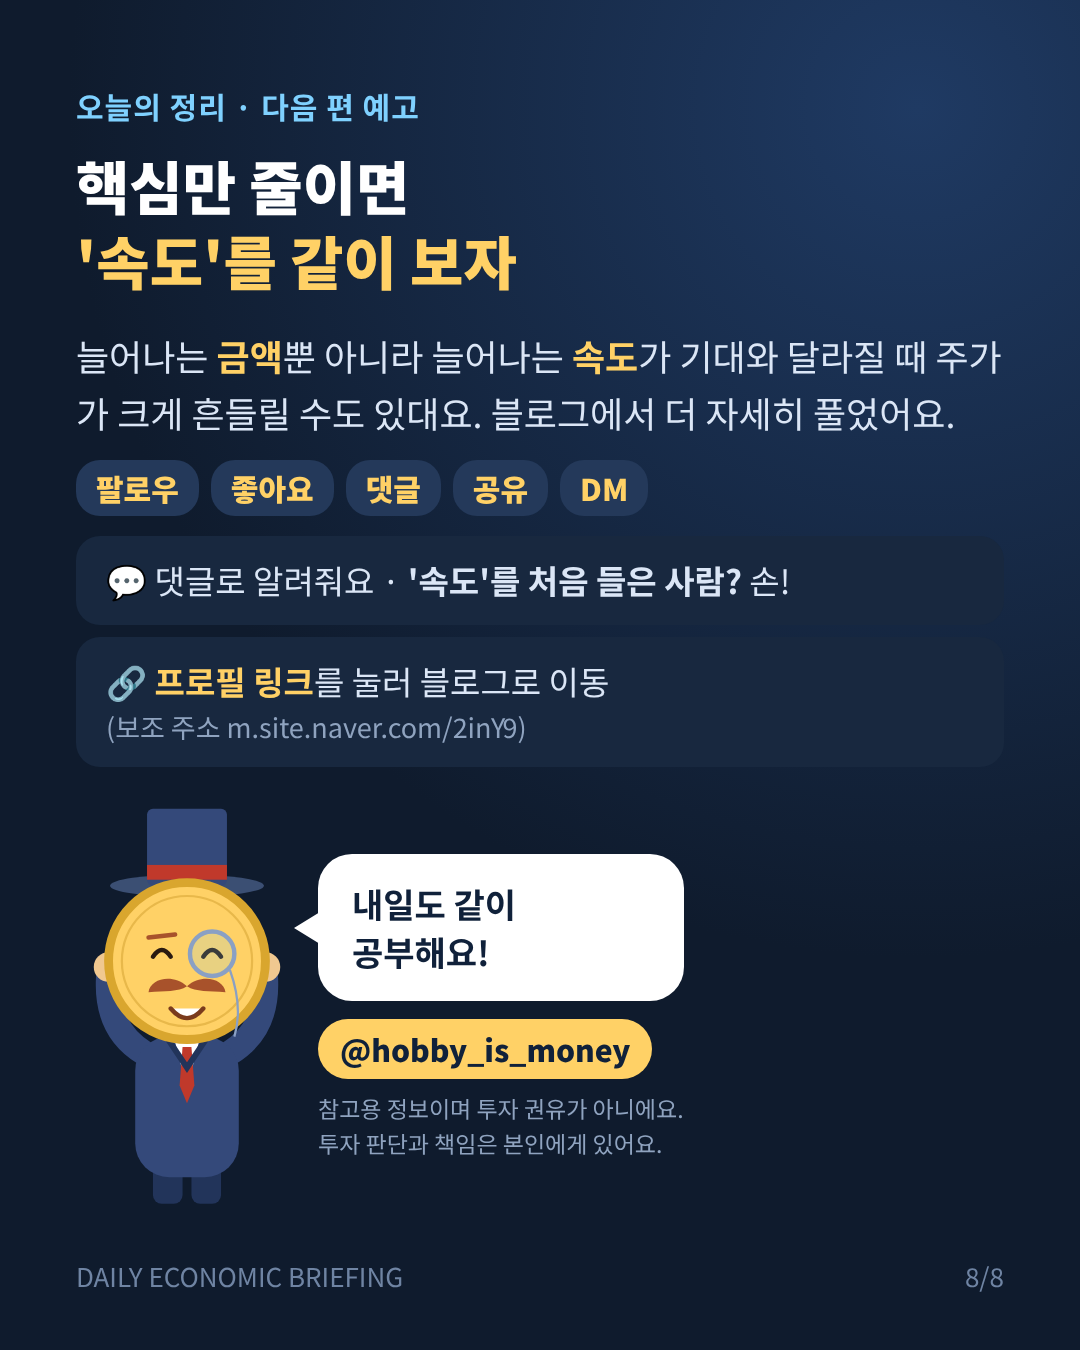 오늘의 정리 · 다음 편 예고
핵심만 줄이면
'속도'를 같이 보자
늘어나는 금액뿐 아니라 늘어나는 속도가 기대와 달라질 때 주가
가 크게 흔들릴 수도 있대요. 블로그에서 더 자세히 풀었어요.
팔로우 좋아요 댓글 공유 DM
💬 댓글로 알려줘요 · '속도'를 처음 들은 사람? 손!
🔗 프로필 링크를 눌러 블로그로 이동
(보조 주소 m.site.naver.com/2inY9)
내일도 같이
공부해요!
@hobby_is_money
참고용 정보이며 투자 권유가 아니에요.
투자 판단과 책임은 본인에게 있어요.
DAILY ECONOMIC BRIEFING 8/8